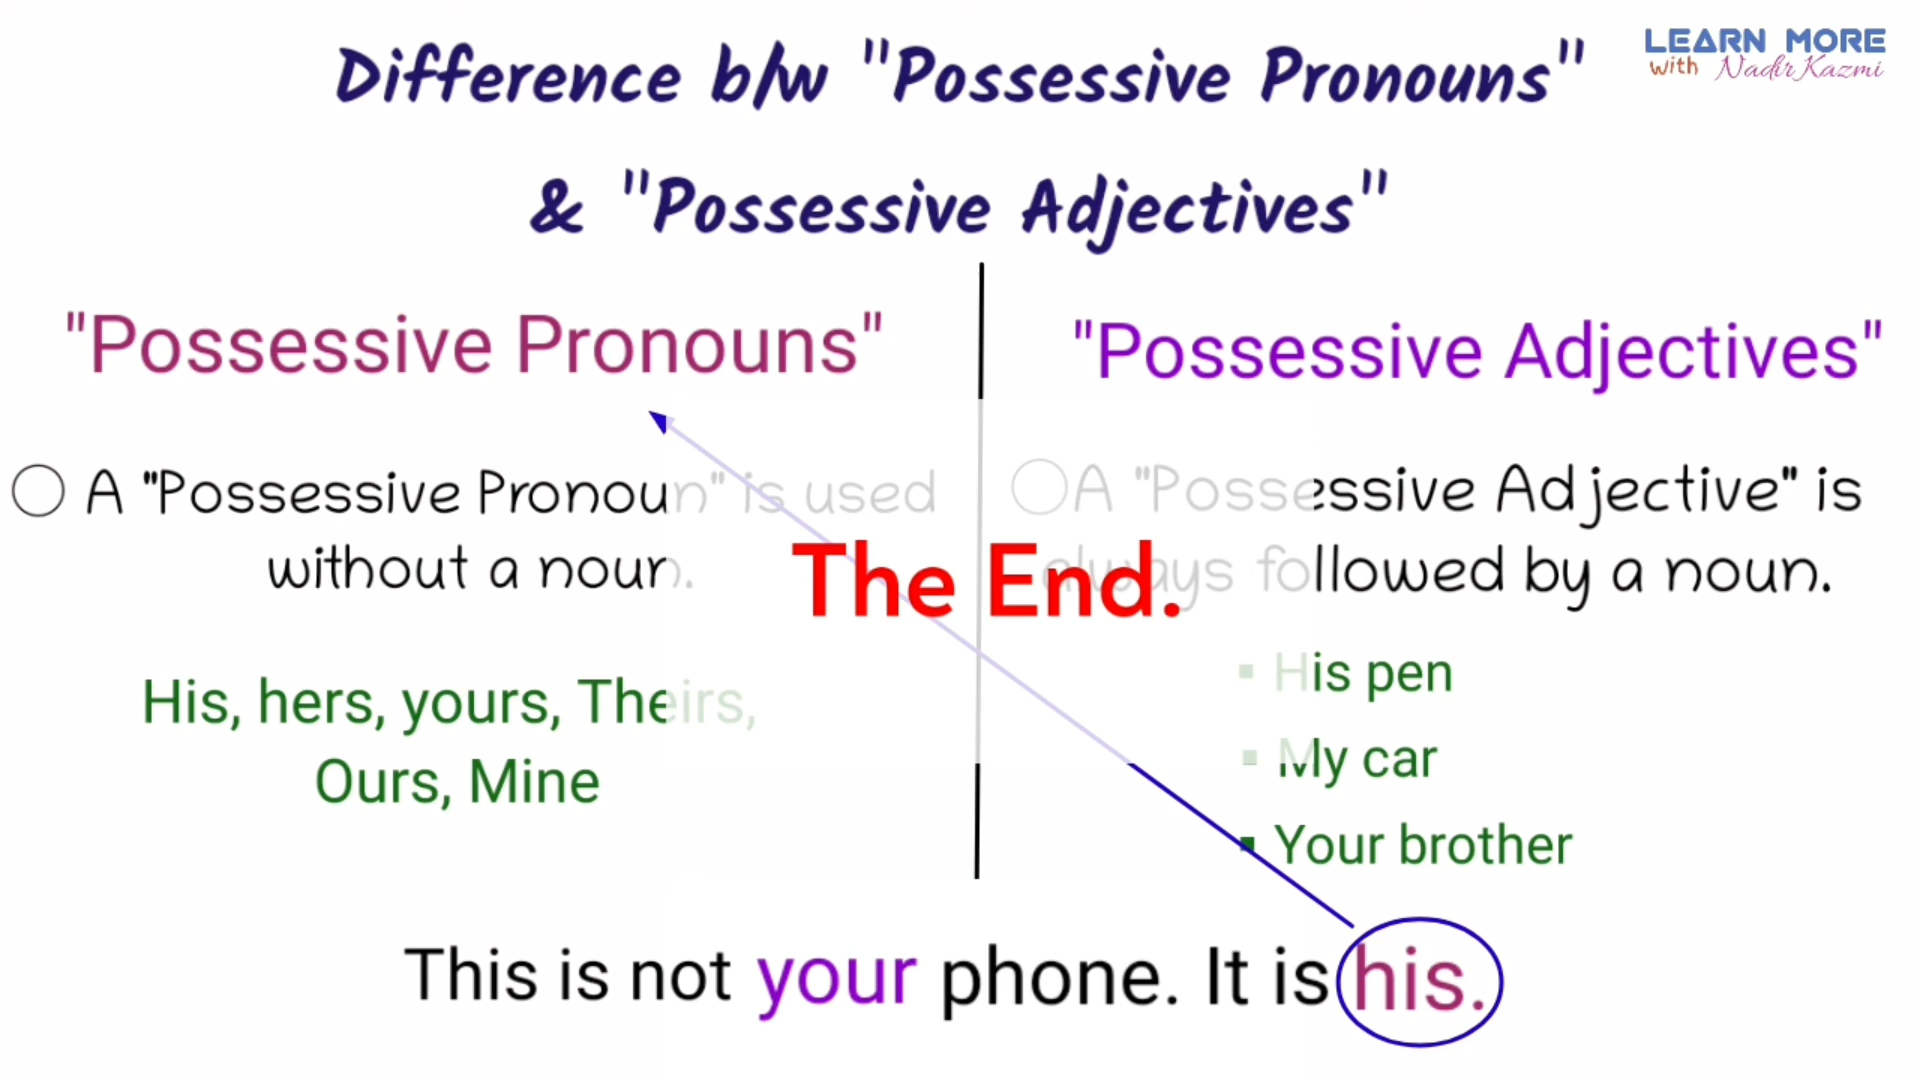 LEARN MORE
with Nadir Kazmi
Difference b/w "Possessive Pronouns"
& "Possessive Adjectives"
"Possessive Pronouns"
A "Possessive Pronoun" is used
without a noun.
His, hers, yours, Theirs,
Ours, Mine
"Possessive Adjectives"
A "Possessive Adjective" is
always followed by a noun.
▪ His pen
▪ My car
▪ Your brother
The End.
This is not your phone. It is his.